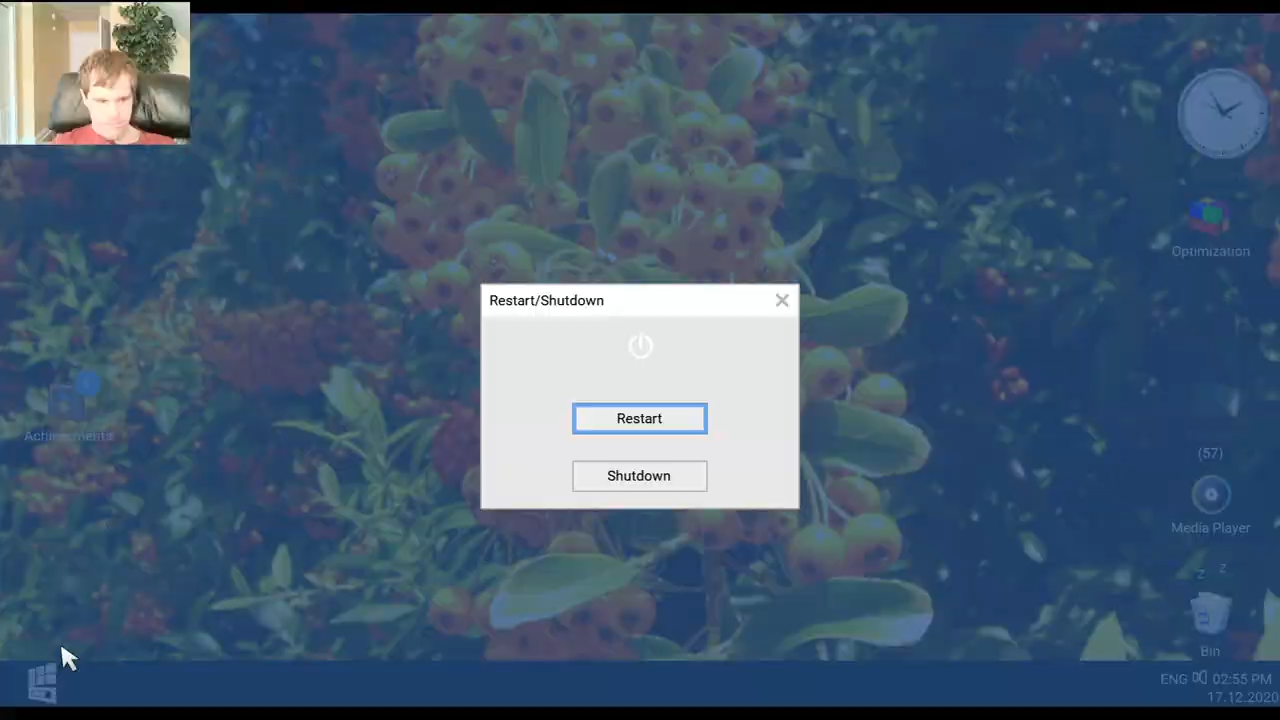 Restart/Shutdown
Restart
Shutdown
Optimization
Achievements
(57)
Media Player
z z
Bin
ENG 02:55 PM
17.12.2020